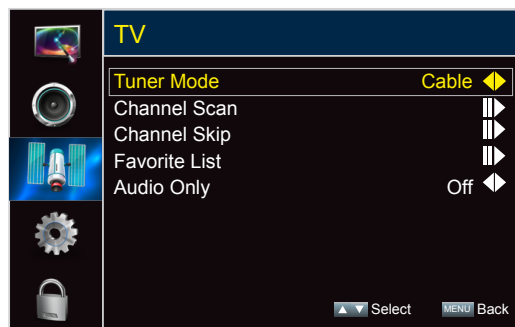 TV
Tuner Mode Cable
Channel Scan
Channel Skip
Favorite List
Audio Only Off
Select MENU Back